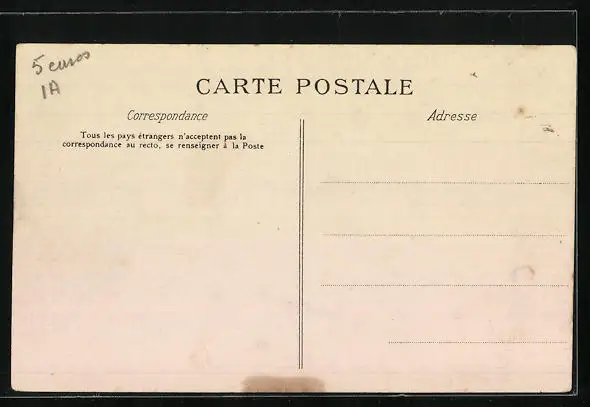 5 euros
1A
CARTE POSTALE
Correspondance
Adresse
Tous les pays étrangers n'acceptent pas la
correspondance au recto, se renseigner à la Poste